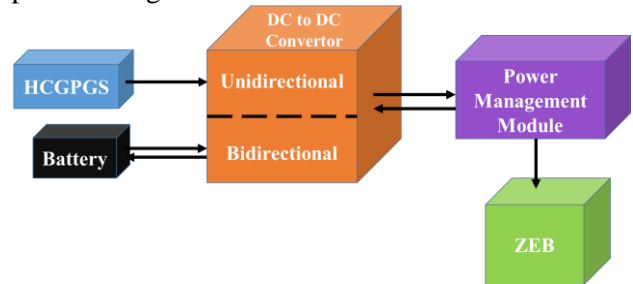 DC to DC
Convertor
HCGPGS
Unidirectional
Power
Management
Module
Battery
Bidirectional
ZEB